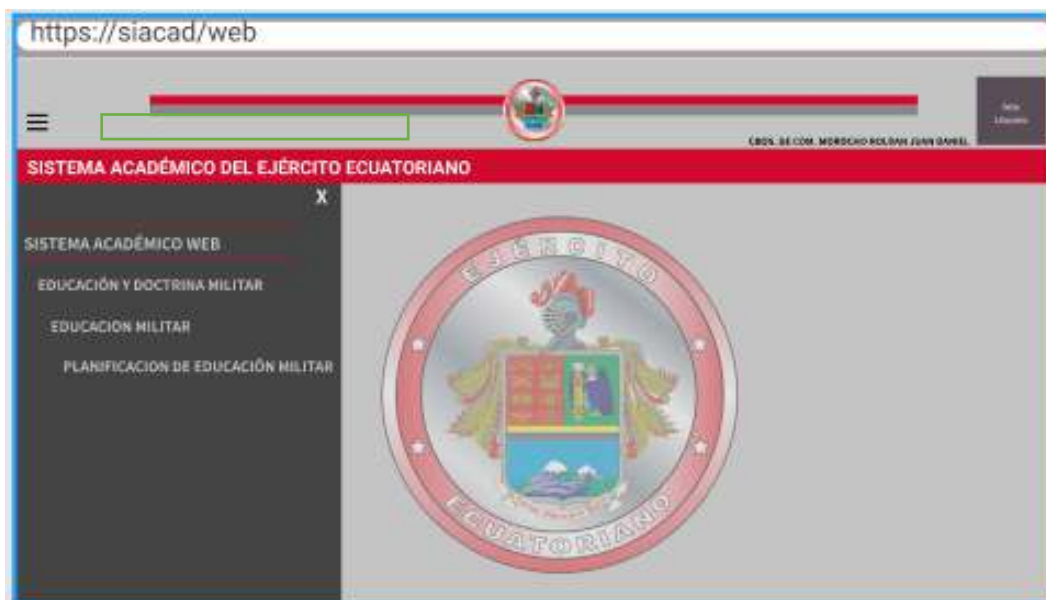 https://siacad/web
CBOS. DE COM. MOROCHO ROLDAN JUAN DANIEL
SISTEMA ACADÉMICO DEL EJÉRCITO ECUATORIANO
X
SISTEMA ACADÉMICO WEB
EDUCACIÓN Y DOCTRINA MILITAR
EDUCACION MILITAR
PLANIFICACION DE EDUCACIÓN MILITAR
EJÉRCITO
ECUATORIANO